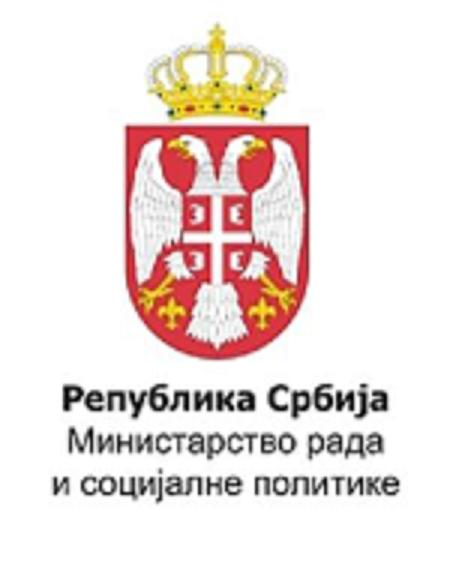 Република Србија
Министарство рада
и социјалне политике